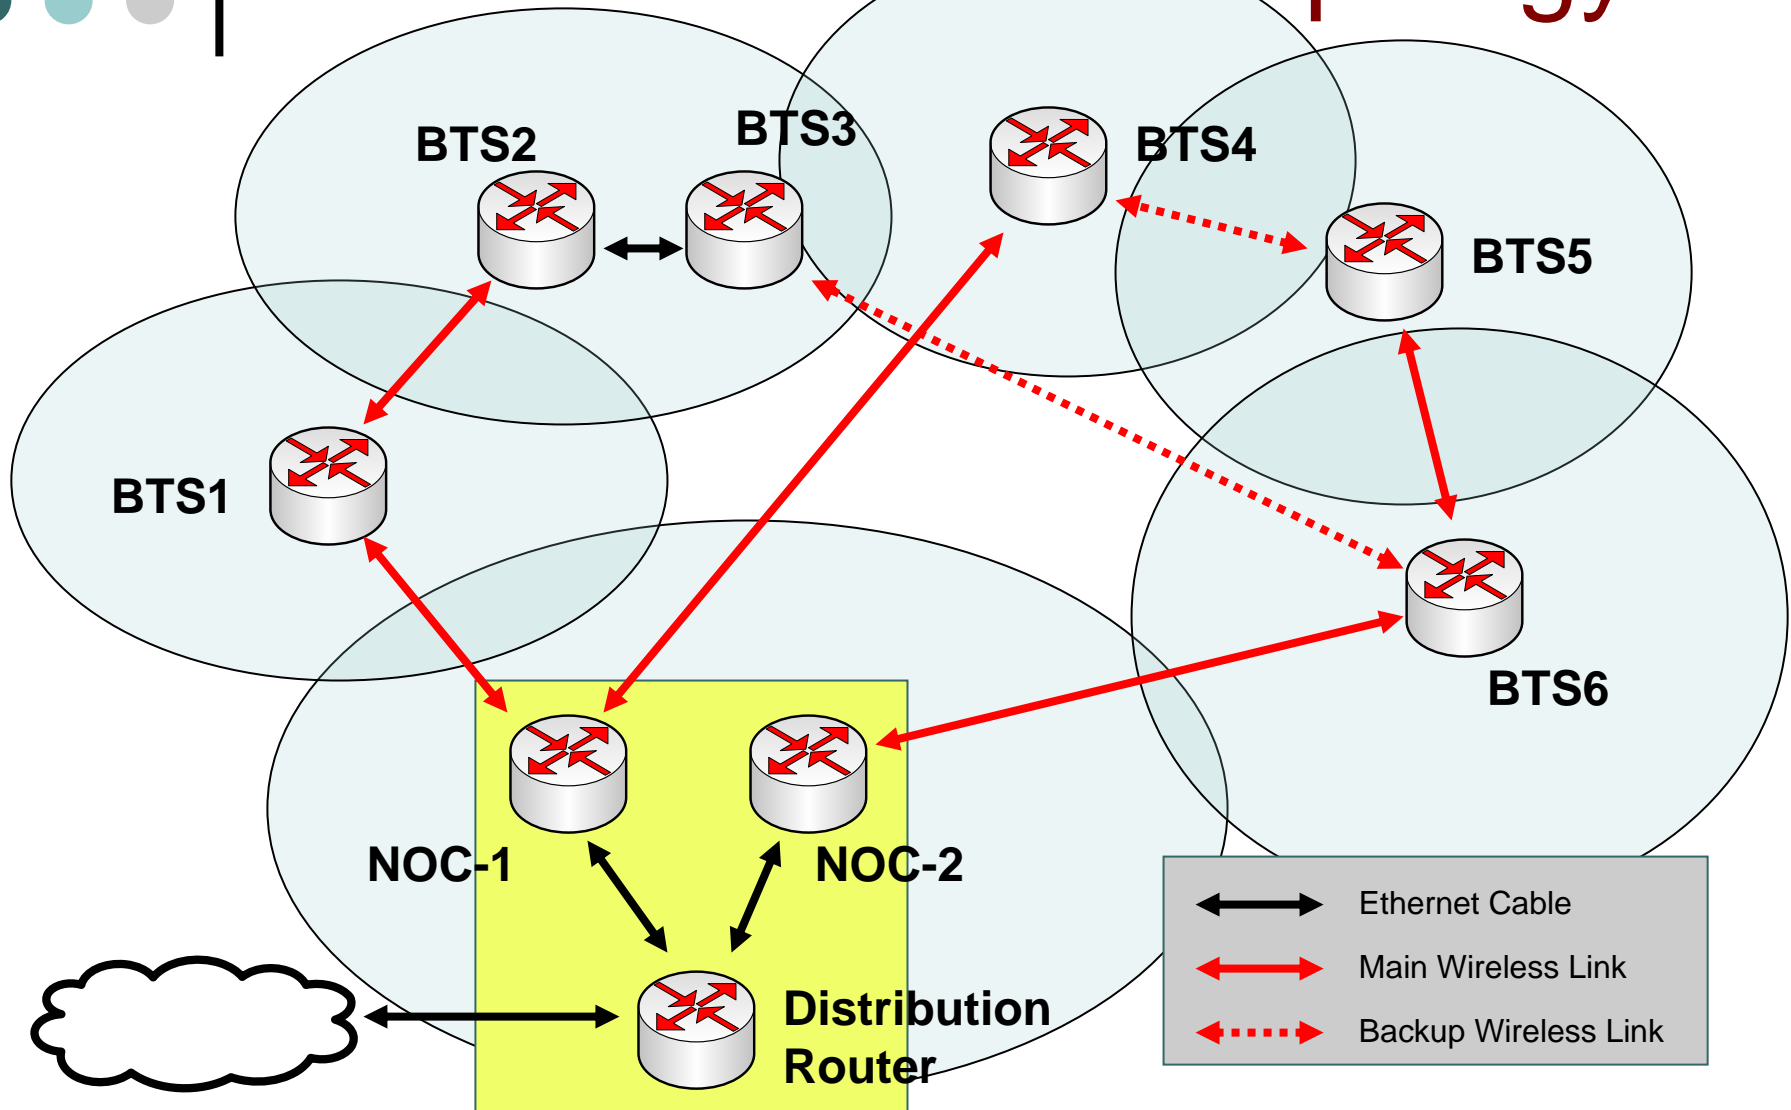 BTS2
BTS3
BTS4
BTS5
BTS1
BTS6
NOC-1
NOC-2
Distribution
Router
Ethernet Cable
Main Wireless Link
Backup Wireless Link